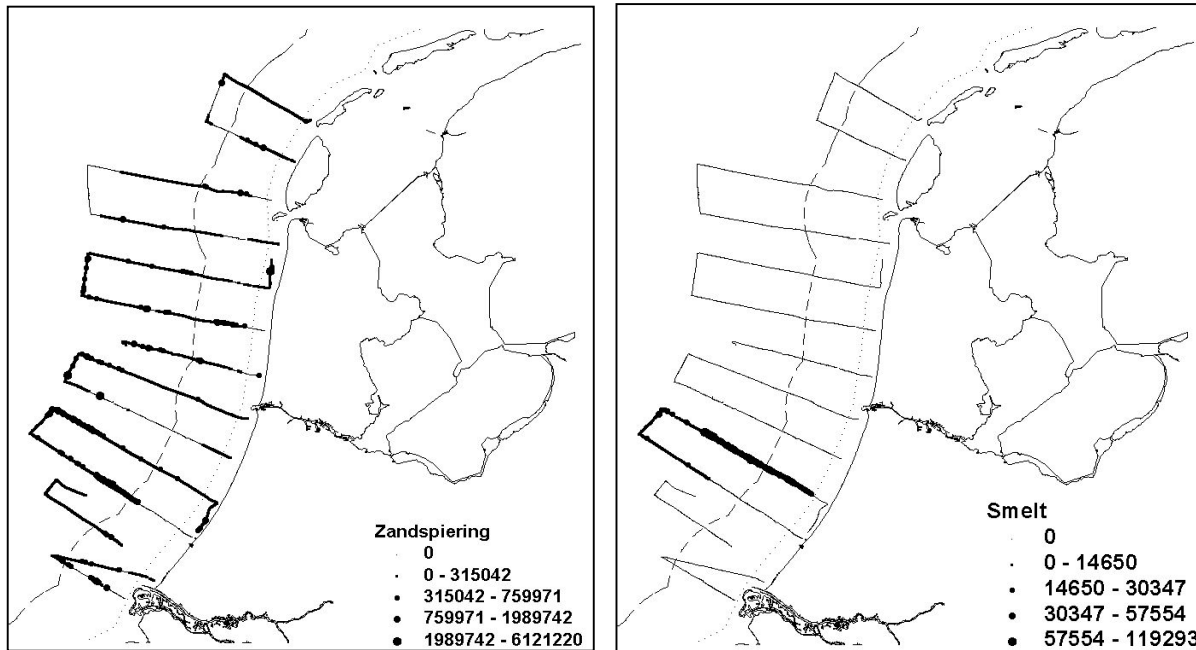 Zandspiering
0
0 - 315042
315042 - 759971
759971 - 1989742
1989742 - 6121220
Smelt
0
0 - 14650
14650 - 30347
30347 - 57554
57554 - 119293